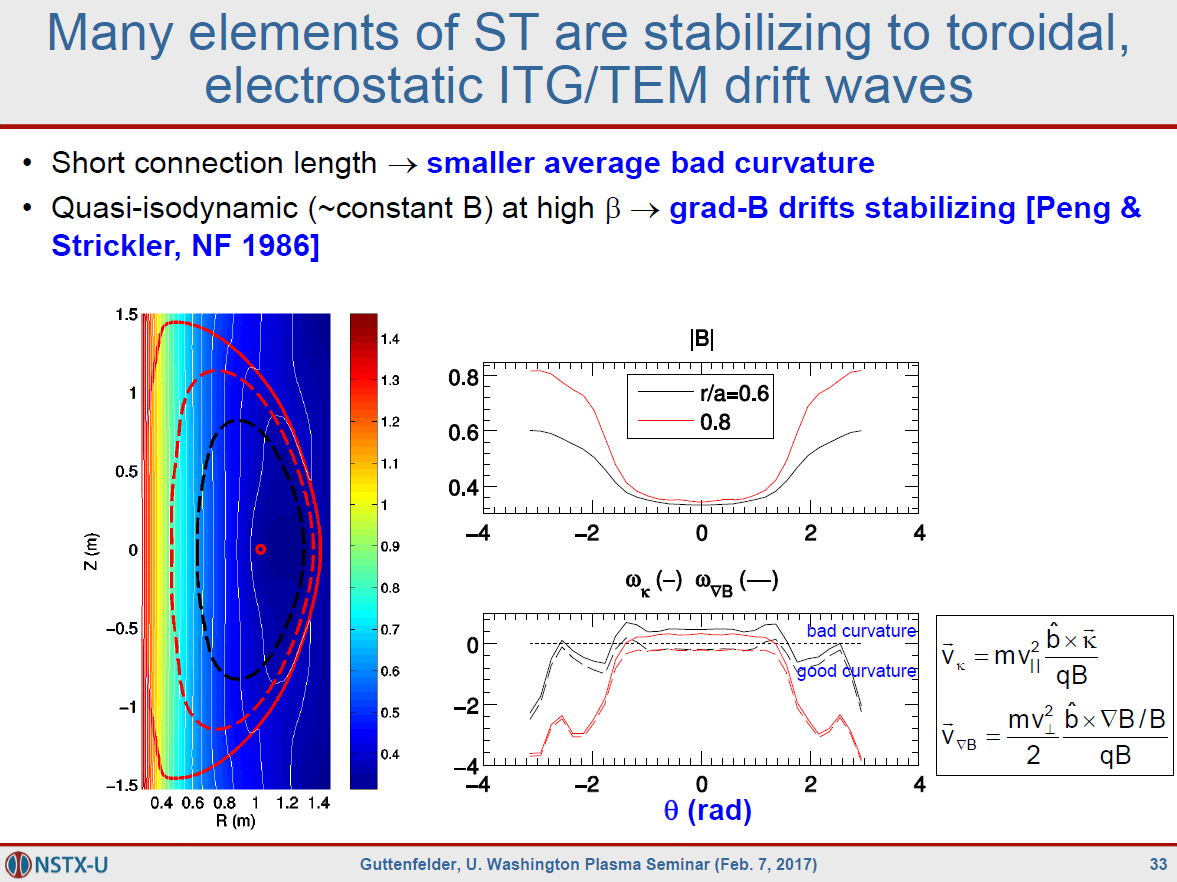 Many elements of ST are stabilizing to toroidal,
electrostatic ITG/TEM drift waves
• Short connection length → smaller average bad curvature
• Quasi-isodynamic (~constant B) at high β → grad-B drifts stabilizing [Peng &
Strickler, NF 1986]
1.5
1
0.5
0
−0.5
−1
−1.5
Z (m)
0.4 0.6 0.8 1 1.2 1.4
R (m)
1.4
1.3
1.2
1.1
1
0.9
0.8
0.7
0.6
0.5
0.4
|B|
0.8
0.6
0.4
r/a=0.6
0.8
−4 −2 0 2 4
ω_κ (–) ω_∇B (—)
0
−2
−4
bad curvature
good curvature
−4 −2 0 2 4
θ (rad)
v⃗_κ = mv_||² b̂ × κ⃗ / qB
v⃗_∇B = mv_⊥² / 2 b̂ × ∇B / B / qB
NSTX-U
Guttenfelder, U. Washington Plasma Seminar (Feb. 7, 2017)
33